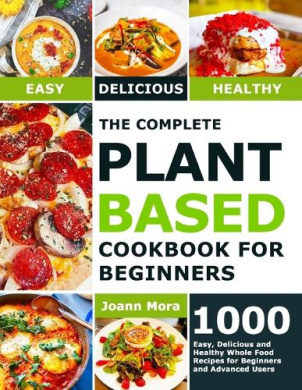 EASY
DELICIOUS
HEALTHY
THE COMPLETE
PLANT
BASED
COOKBOOK FOR
BEGINNERS
Joann Mora
1000
Easy, Delicious and
Healthy Whole Food
Recipes for Beginners
and Advanced Users